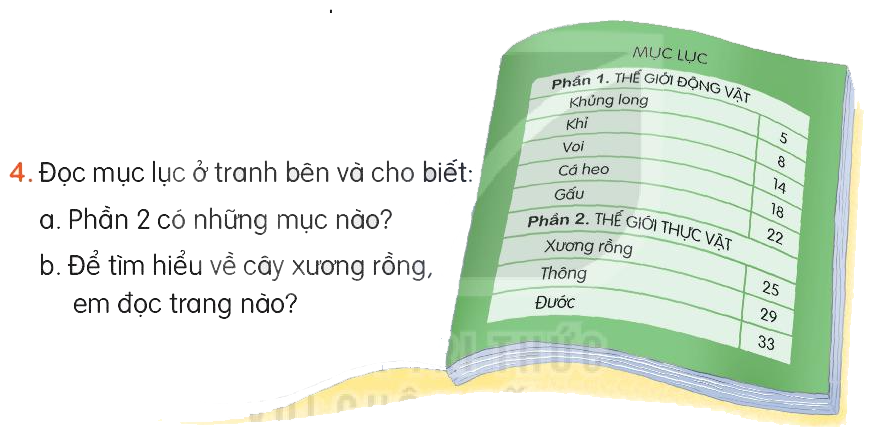 4. Đọc mục lục ở tranh bên và cho biết:
a. Phần 2 có những mục nào?
b. Để tìm hiểu về cây xương rồng,
em đọc trang nào?
MỤC LỤC
Phần 1. THẾ GIỚI ĐỘNG VẬT
Khủng long 5
Khỉ 8
Voi 14
Cá heo 18
Gấu 22
Phần 2. THẾ GIỚI THỰC VẬT
Xương rồng 25
Thông 29
Đước 33